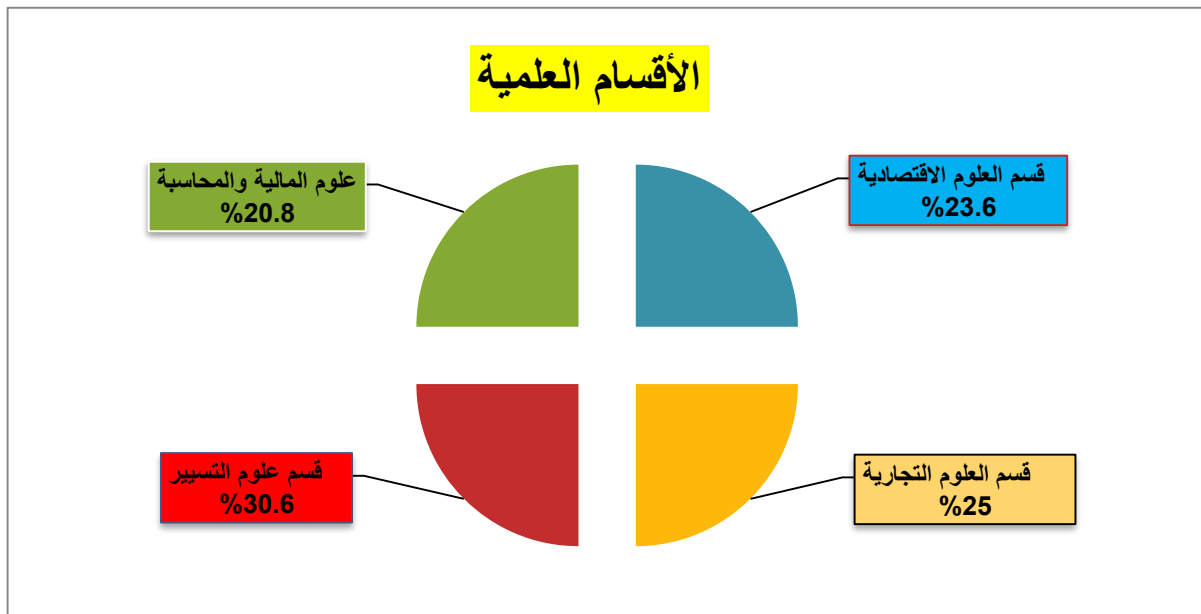 الأقسام العلمية
قسم العلوم الاقتصادية
%23.6
علوم المالية والمحاسبة
%20.8
قسم العلوم التجارية
%25
قسم علوم التسيير
%30.6